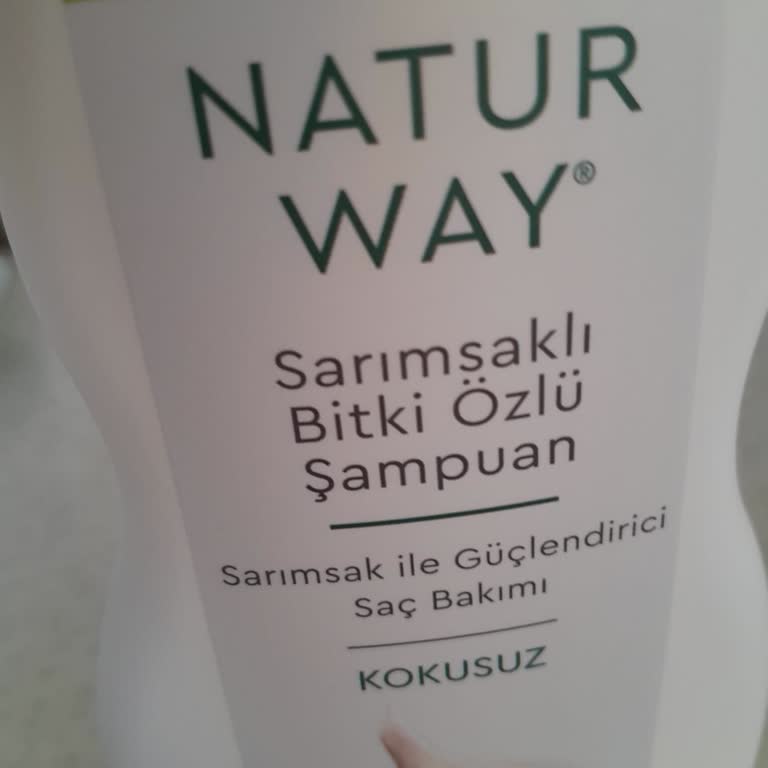 NATUR
WAY®
Sarımsaklı
Bitki Özlü
Şampuan
Sarımsak ile Güçlendirici
Saç Bakımı
KOKUSUZ